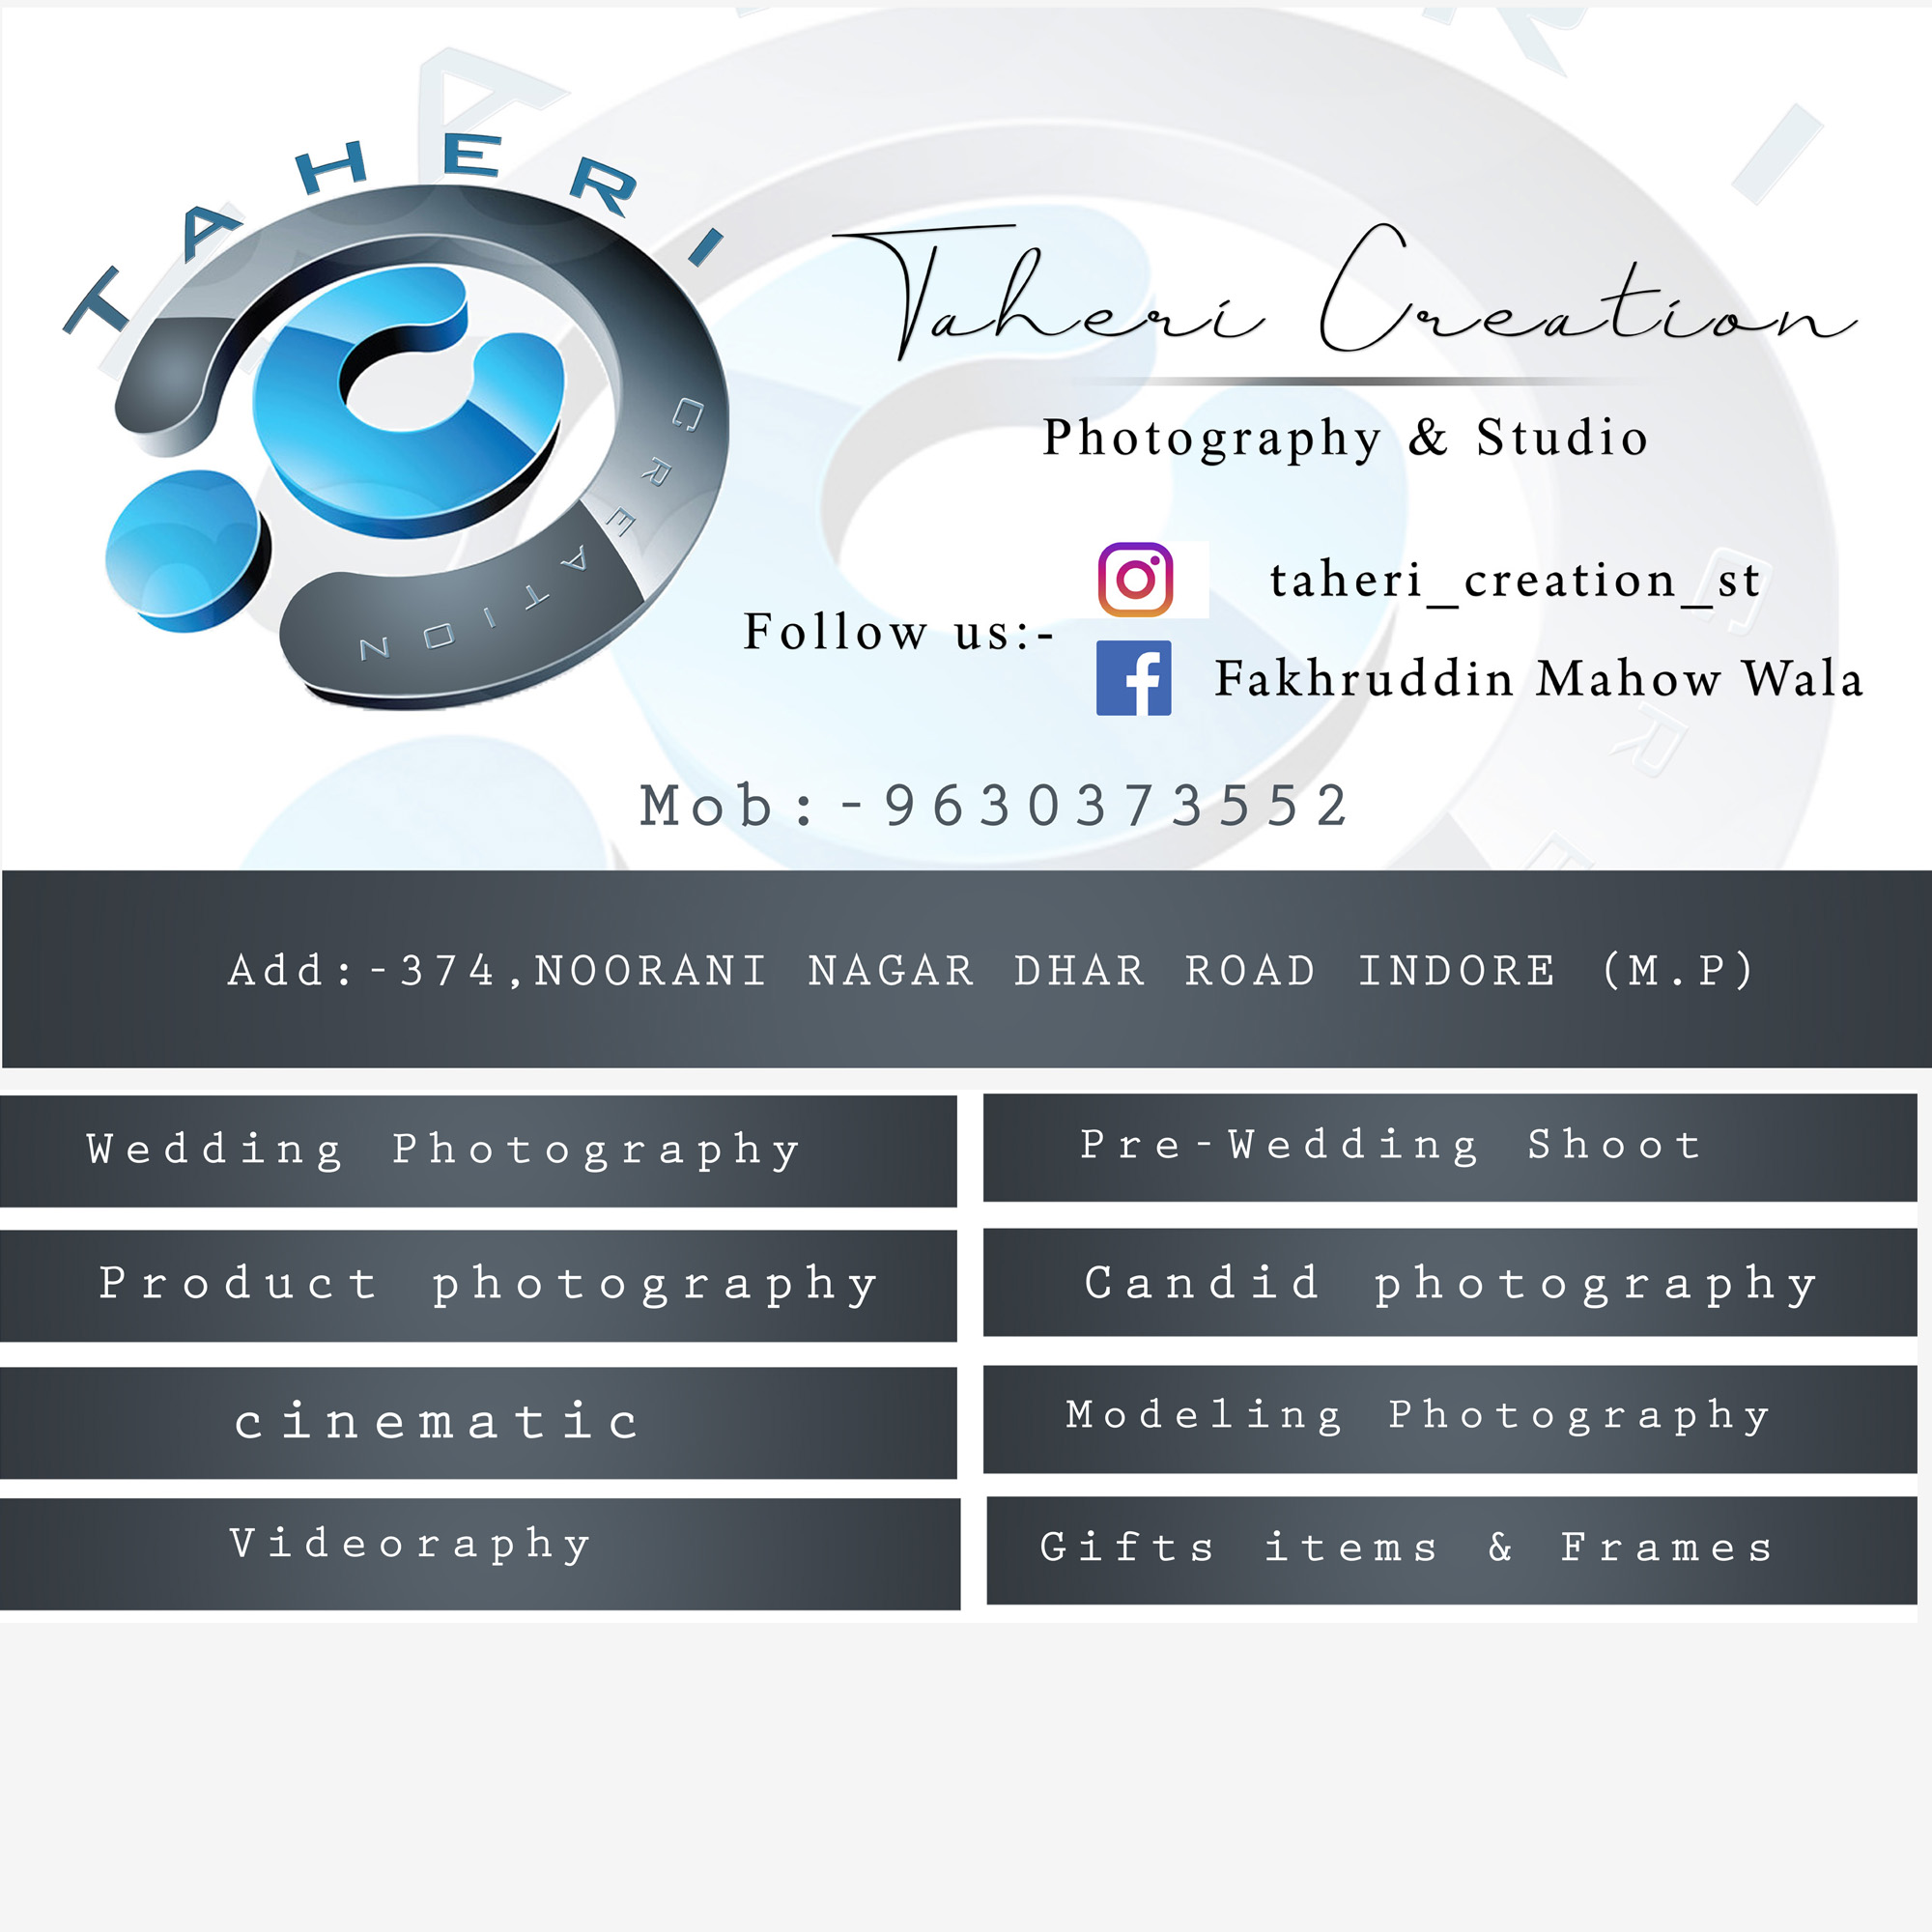 TAHERI
CREATION
Taheri Creation
Photography & Studio
taheri_creation_st
Follow us:-
Fakhruddin Mahow Wala
Mob:-9630373552
Add:-374,NOORANI NAGAR DHAR ROAD INDORE (M.P)
Wedding Photography
Pre-Wedding Shoot
Product photography
Candid photography
cinematic
Modeling Photography
Videoraphy
Gifts items & Frames